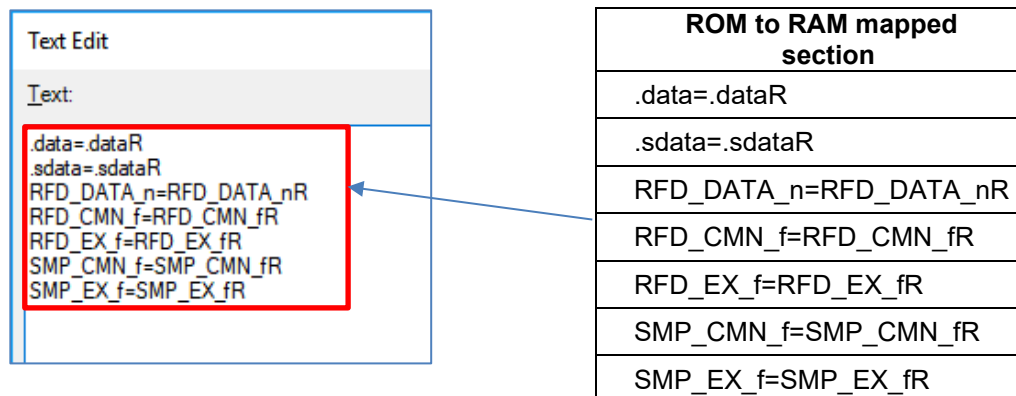 Text Edit
Text:
.data=.dataR
.sdata=.sdataR
RFD_DATA_n=RFD_DATA_nR
RFD_CMN_f=RFD_CMN_fR
RFD_EX_f=RFD_EX_fR
SMP_CMN_f=SMP_CMN_fR
SMP_EX_f=SMP_EX_fR
ROM to RAM mapped
section
.data=.dataR
.sdata=.sdataR
RFD_DATA_n=RFD_DATA_nR
RFD_CMN_f=RFD_CMN_fR
RFD_EX_f=RFD_EX_fR
SMP_CMN_f=SMP_CMN_fR
SMP_EX_f=SMP_EX_fR